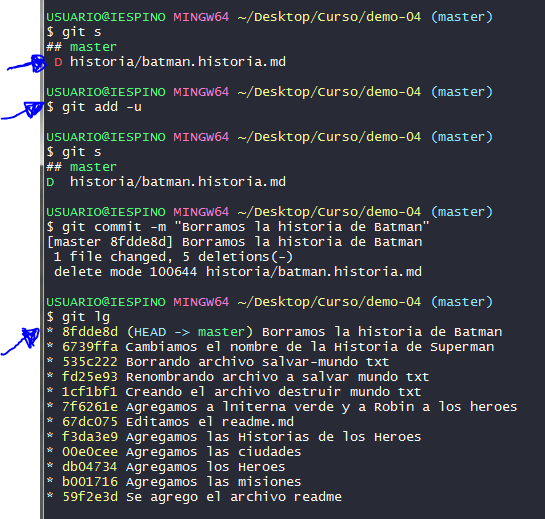 USUARIO@IESPINO MINGW64 ~/Desktop/Curso/demo-04 (master)
$ git s
## master
 D historia/batman.historia.md
USUARIO@IESPINO MINGW64 ~/Desktop/Curso/demo-04 (master)
$ git add -u
USUARIO@IESPINO MINGW64 ~/Desktop/Curso/demo-04 (master)
$ git s
## master
D  historia/batman.historia.md
USUARIO@IESPINO MINGW64 ~/Desktop/Curso/demo-04 (master)
$ git commit -m "Borramos la historia de Batman"
[master 8fdde8d] Borramos la historia de Batman
 1 file changed, 5 deletions(-)
 delete mode 100644 historia/batman.historia.md
USUARIO@IESPINO MINGW64 ~/Desktop/Curso/demo-04 (master)
$ git lg
* 8fdde8d (HEAD -> master) Borramos la historia de Batman
* 6739ffa Cambiamos el nombre de la Historia de Superman
* 535c222 Borrando archivo salvar-mundo txt
* fd25e93 Renombrando archivo a salvar mundo txt
* 1cf1bf1 Creando el archivo destruir mundo txt
* 7f6261e Agregamos a lniterna verde y a Robin a los heroes
* 67dc075 Editamos el readme.md
* f3da3e9 Agregamos las Historias de los Heroes
* 00e0cee Agregamos las ciudades
* db04734 Agregamos los Heroes
* b001716 Agregamos las misiones
* 59f2e3d Se agrego el archivo readme